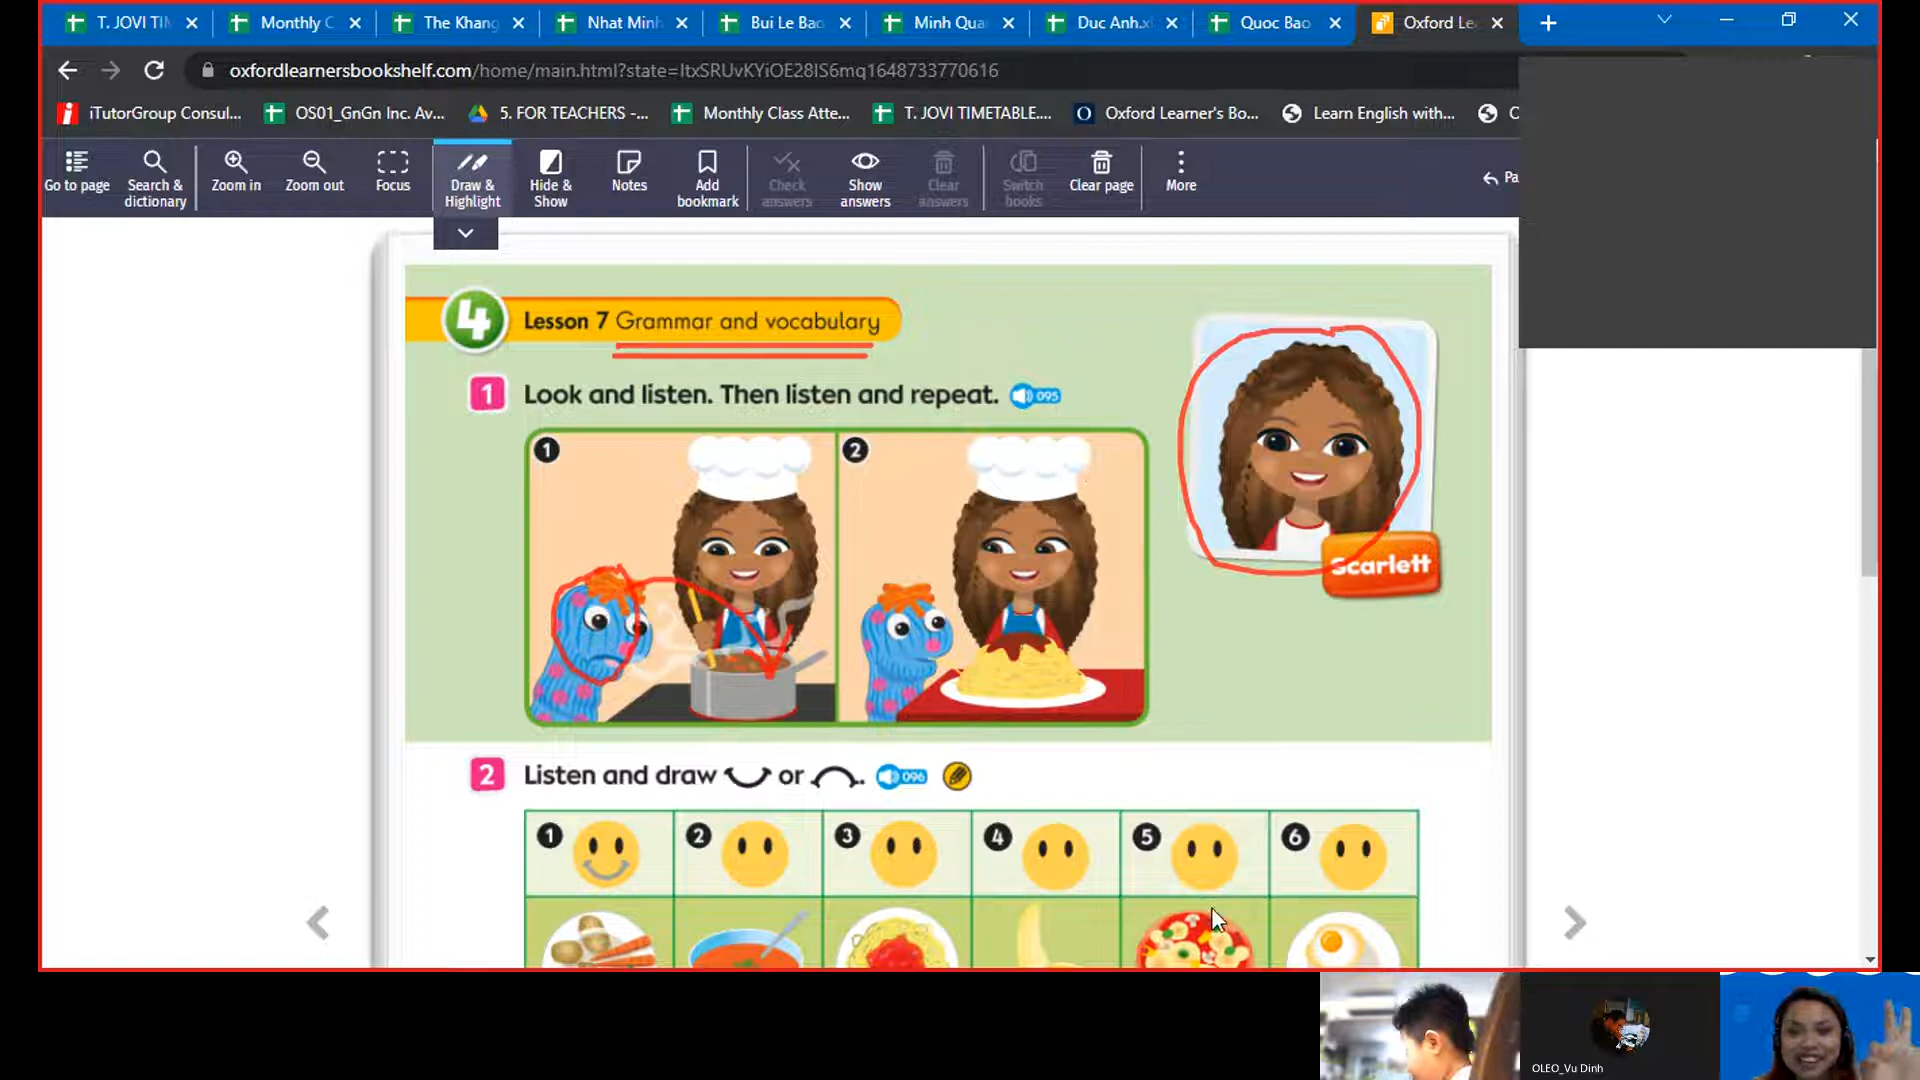 T. JOVI TIM
Monthly C
The Khang
Nhat Minh
Bui Le Bao
Minh Qua
Duc Anh.x
Quoc Bao
Oxford Le
oxfordlearnersbookshelf.com/home/main.html?state=ltxSRUvKYiOE28lS6mq1648733770616
iTutorGroup Consul...
OS01_GnGn Inc. Av...
5. FOR TEACHERS -...
Monthly Class Atte...
T. JOVI TIMETABLE....
Oxford Learner's Bo...
Learn English with...
Go to page
Search & dictionary
Zoom in
Zoom out
Focus
Draw & Highlight
Hide & Show
Notes
Add bookmark
Check answers
Show answers
Clear answers
Switch books
Clear page
More
Pa
4 Lesson 7 Grammar and vocabulary
1 Look and listen. Then listen and repeat. 095
1 2
Scarlett
2 Listen and draw or . 096
1 2 3 4 5 6
OLEO_Vu Dinh